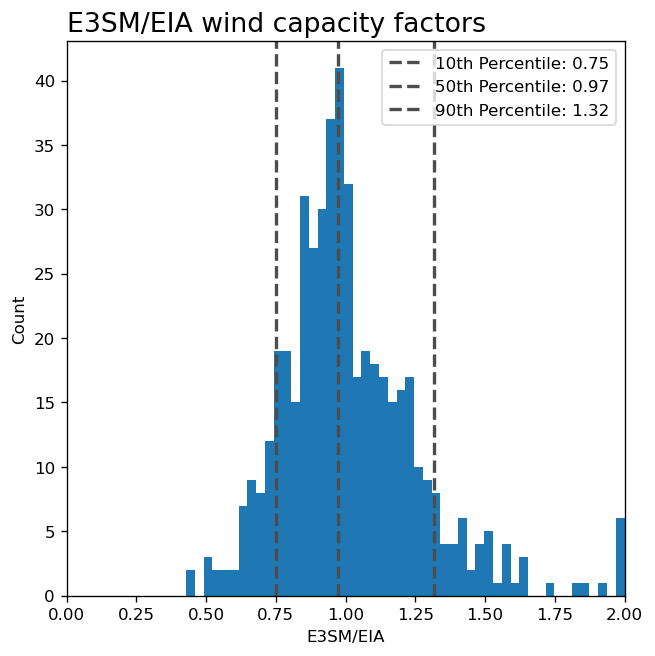 E3SM/EIA wind capacity factors
10th Percentile: 0.75
50th Percentile: 0.97
90th Percentile: 1.32
40
35
30
25
20
15
10
5
0
Count
0.00 0.25 0.50 0.75 1.00 1.25 1.50 1.75 2.00
E3SM/EIA